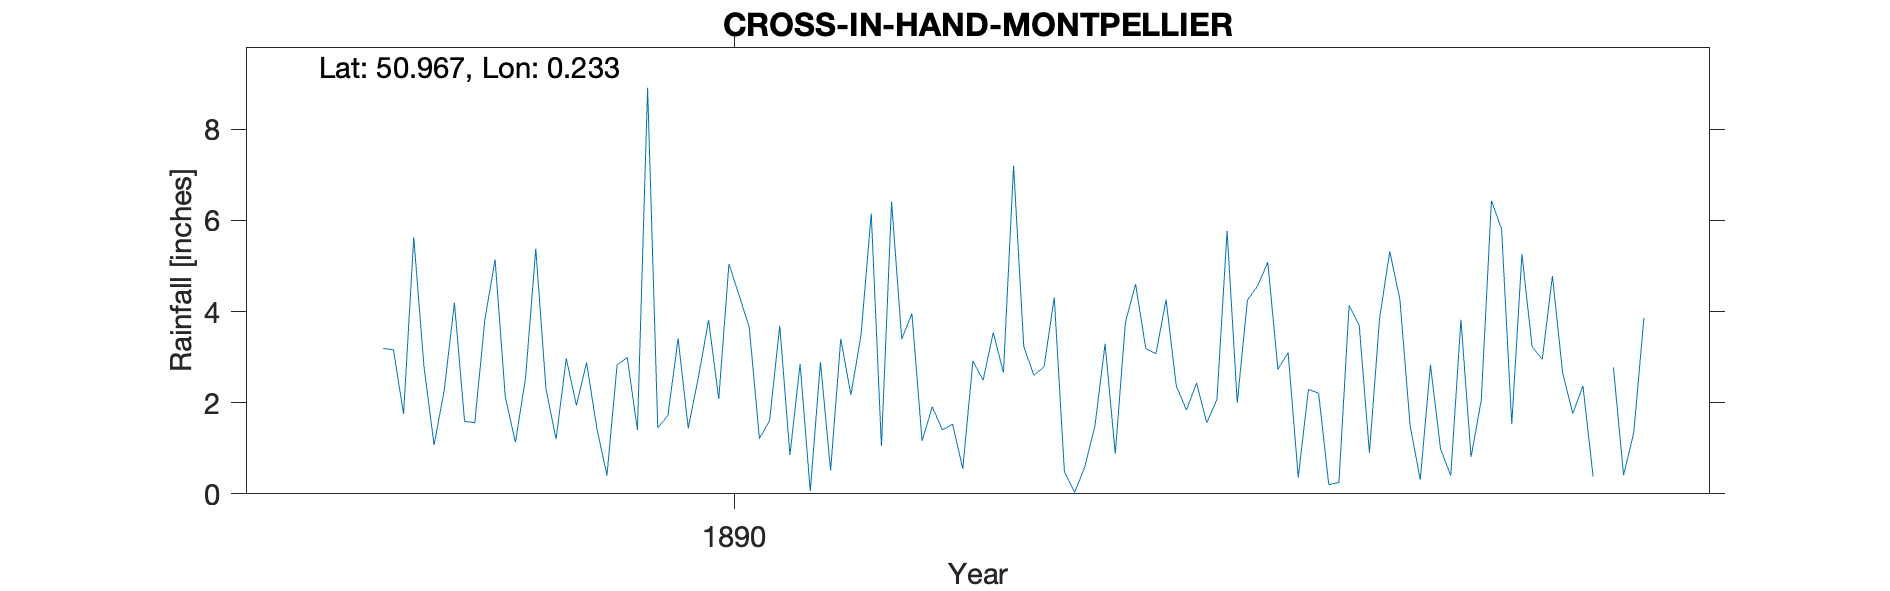 CROSS-IN-HAND-MONTPELLIER
Lat: 50.967, Lon: 0.233
8
6
4
2
0
Rainfall [inches]
1890
Year